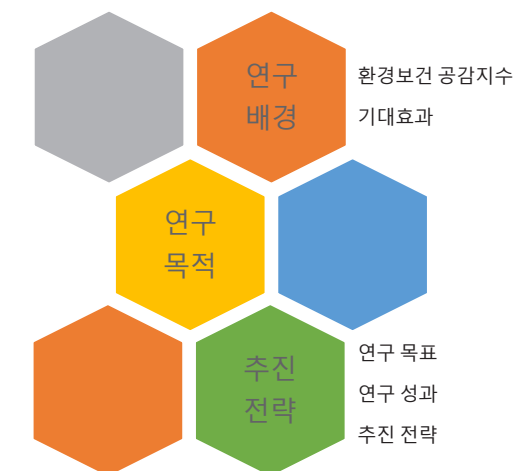 연구
배경
환경보건 공감지수
기대효과
연구
목적
추진
전략
연구 목표
연구 성과
추진 전략